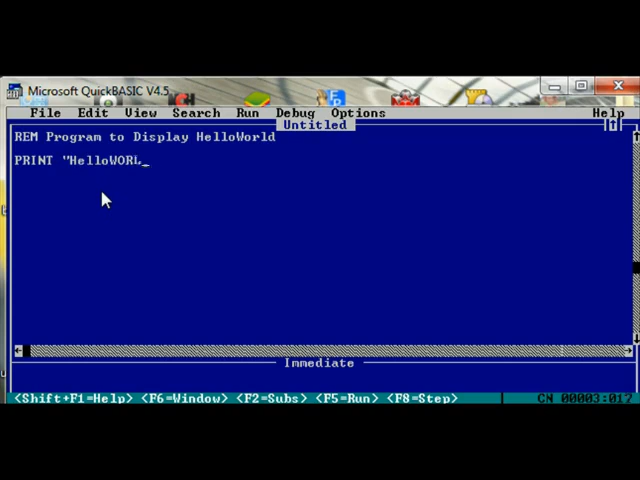 Microsoft QuickBASIC V4.5
File Edit View Search Run Debug Options Help
Untitled
REM Program to Display HelloWorld
PRINT "HelloWORL_
Immediate
<Shift+F1=Help> <F6=Window> <F2=Subs> <F5=Run> <F8=Step> CN 00003:017